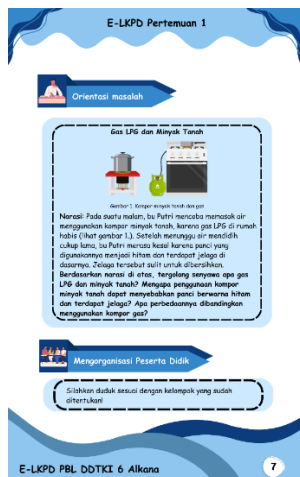 E-LKPD Pertemuan 1
Orientasi masalah
Gas LPG dan Minyak Tanah
Gambar 1. Kompor minyak tanah dan gas
Narasi: Pada suatu malam, bu Putri mencoba memasak air
menggunakan kompor minyak tanah, karena gas LPG di rumah
habis (lihat gambar 1.). Setelah menunggu air mendidih
cukup lama, bu Putri merasa kesal karena panci yang
digunakannya menjadi hitam dan terdapat jelaga di
dasarnya. Jelaga tersebut sulit untuk dibersihkan.
Berdasarkan narasi di atas, tergolong senyawa apa gas
LPG dan minyak tanah? Mengapa penggunaan kompor
minyak tanah dapat menyebabkan panci berwarna hitam
dan terdapat jelaga? Apa perbedaannya dibandingkan
menggunakan kompor gas?
Mengorganisasi Peserta Didik
Silahkan duduk sesuai dengan kelompok yang sudah
ditentukan!
E-LKPD PBL DDTKI 6 Alkana
7